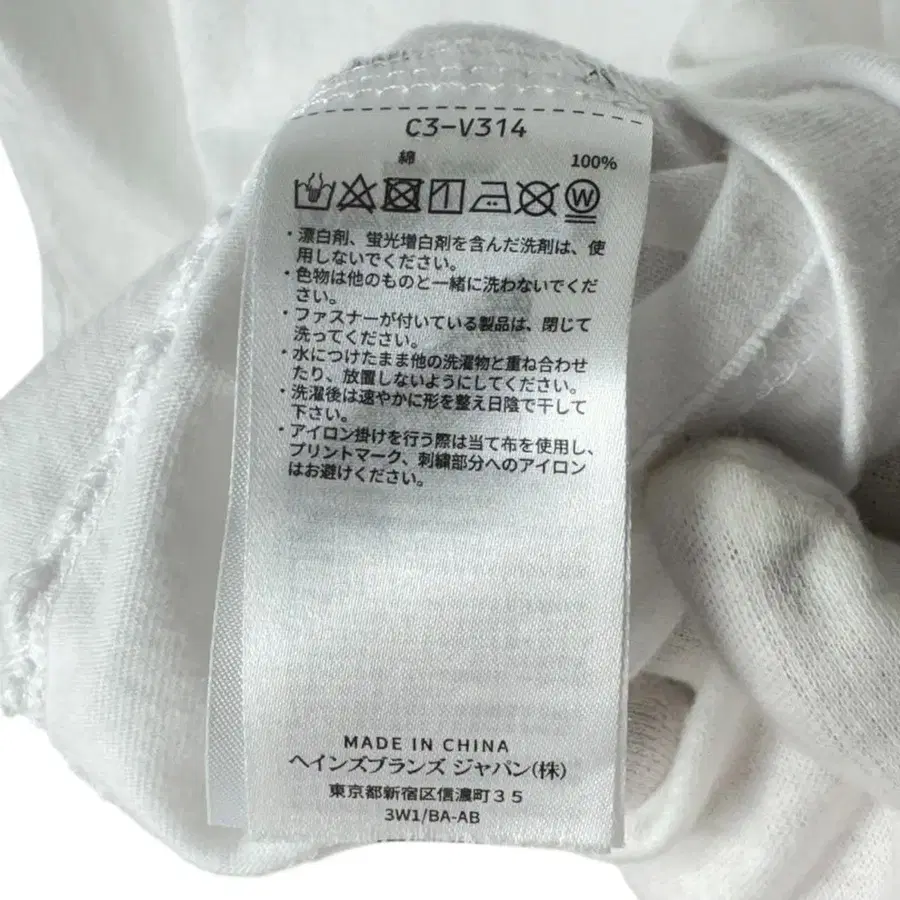 C3-V314
綿 100%
W
・漂白剤、蛍光増白剤を含んだ洗剤は、使
用しないでください。
・色物は他のものと一緒に洗わないでくだ
さい。
・ファスナーが付いている製品は、閉じて
洗ってください。
・水につけたまま他の洗濯物と重ね合わせ
たり、放置しないようにしてください。
・洗濯後は速やかに形を整え日陰で干して
下さい。
・アイロン掛けを行う際は当て布を使用し、
プリントマーク、刺繍部分へのアイロン
はお避けください。
MADE IN CHINA
ヘインズブランズ ジャパン(株)
東京都新宿区信濃町３５
3W1/BA-AB